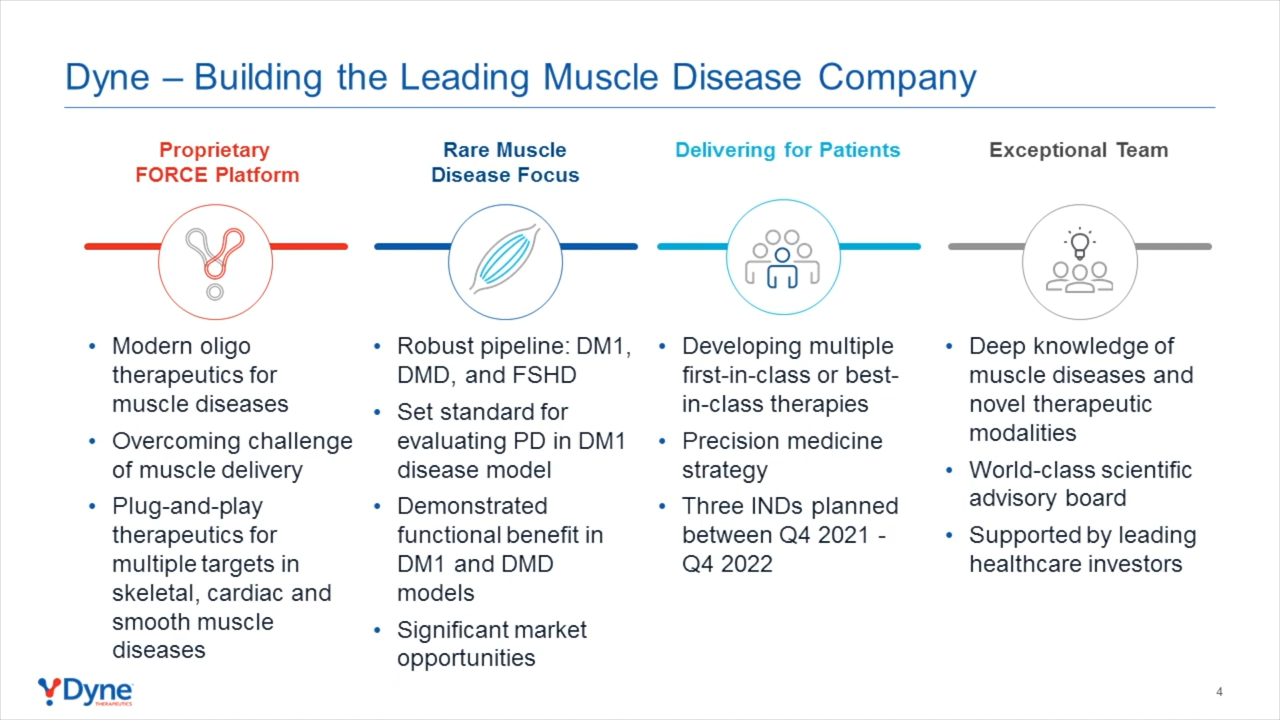 Dyne – Building the Leading Muscle Disease Company
Proprietary
FORCE Platform
• Modern oligo
therapeutics for
muscle diseases
• Overcoming challenge
of muscle delivery
• Plug-and-play
therapeutics for
multiple targets in
skeletal, cardiac and
smooth muscle
diseases
Rare Muscle
Disease Focus
• Robust pipeline: DM1,
DMD, and FSHD
• Set standard for
evaluating PD in DM1
disease model
• Demonstrated
functional benefit in
DM1 and DMD
models
• Significant market
opportunities
Delivering for Patients
• Developing multiple
first-in-class or best-
in-class therapies
• Precision medicine
strategy
• Three INDs planned
between Q4 2021 -
Q4 2022
Exceptional Team
• Deep knowledge of
muscle diseases and
novel therapeutic
modalities
• World-class scientific
advisory board
• Supported by leading
healthcare investors
Dyne
THERAPEUTICS
4